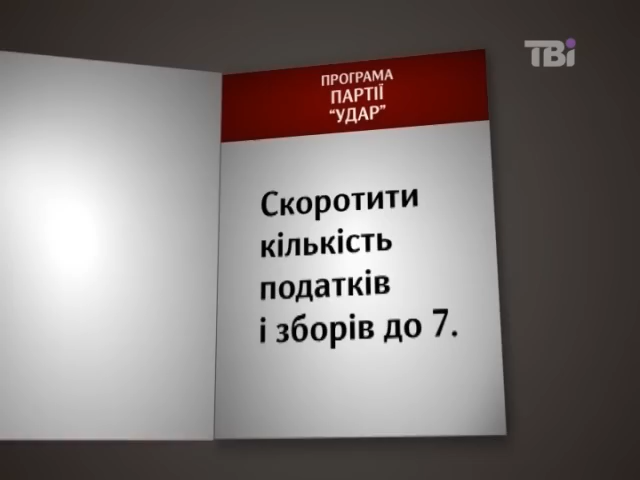 ТВі
ПРОГРАМА
ПАРТІЇ
“УДАР”
Скоротити
кількість
податків
і зборів до 7.